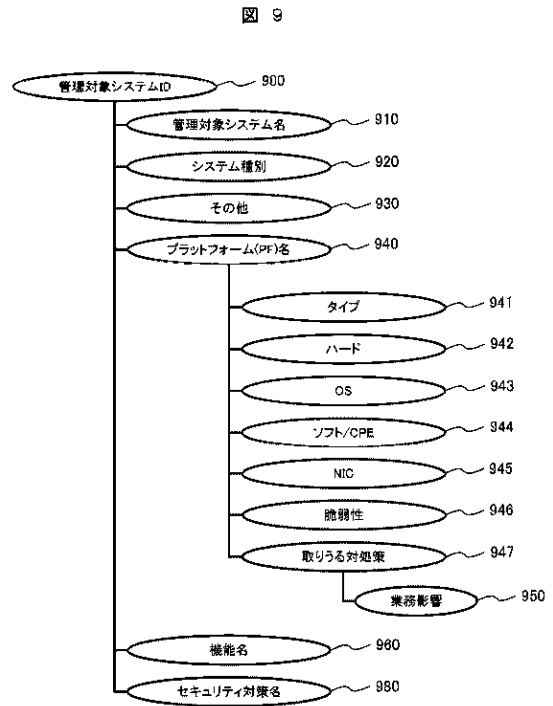 図 9
管理対象システムID 900
管理対象システム名 910
システム種別 920
その他 930
プラットフォーム(PF)名 940
タイプ 941
ハード 942
OS 943
ソフト/CPE 944
NIC 945
脆弱性 946
取りうる対処策 947
業務影響 950
機能名 960
セキュリティ対策名 980